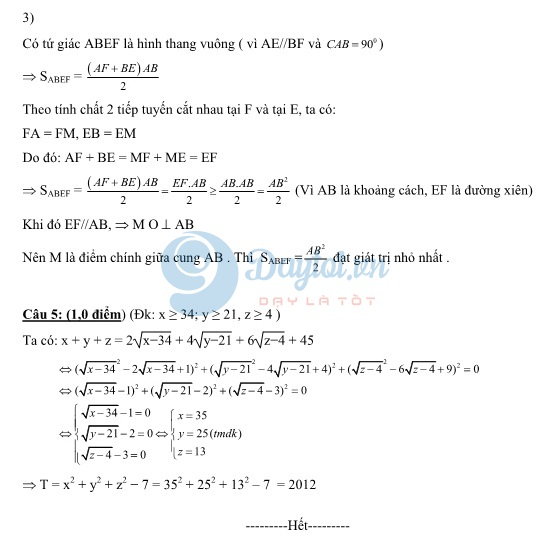 3)
Có tứ giác ABEF là hình thang vuông ( vì AE//BF và CAB = 90⁰ )
⇒ S_ABEF = (AF + BE)AB / 2
Theo tính chất 2 tiếp tuyến cắt nhau tại F và tại E, ta có:
FA = FM, EB = EM
Do đó: AF + BE = MF + ME = EF
⇒ S_ABEF = (AF + BE)AB / 2 = EF.AB / 2 ≥ AB.AB / 2 = AB² / 2 (Vì AB là khoảng cách, EF là đường xiên)
Khi đó EF//AB, ⇒ M O ⊥ AB
Nên M là điểm chính giữa cung AB . Thì S_ABEF = AB² / 2 đạt giát trị nhỏ nhất .
9 Daytot.vn
DẠY LÀ TỐT
Câu 5: (1,0 điểm) (Đk: x ≥ 34; y ≥ 21, z ≥ 4 )
Ta có: x + y + z = 2√x−34 + 4√y−21 + 6√z−4 + 45
⇔ (√x−34² − 2√x−34 + 1)² + (√y−21² − 4√y−21 + 4)² + (√z−4² − 6√z−4 + 9)² = 0
⇔ (√x−34 − 1)² + (√y−21 − 2)² + (√z−4 − 3)² = 0
⇔ { √x−34 − 1 = 0 ; √y−21 − 2 = 0 ; √z−4 − 3 = 0 ⇔ { x = 35 ; y = 25(tmdk) ; z = 13
⇒ T = x² + y² + z² − 7 = 35² + 25² + 13² – 7 = 2012
---------Hết---------